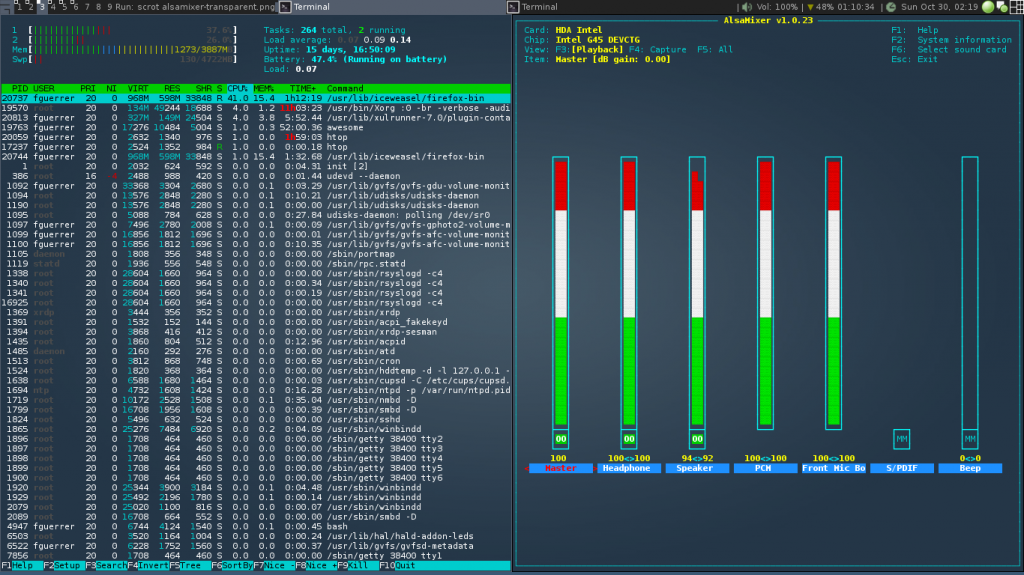 1 2 3 4 5 6 7 8 9 Run: scrot alsamixer-transparent.png Terminal
Terminal Vol: 100% | 48% 01:10:34 | Sun Oct 30, 02:19
1 [ 37.6%]
2 [ 26.0%]
Mem[ 1273/3887MB]
Swp[ 130/4722MB]
Tasks: 264 total, 2 running
Load average: 0.07 0.09 0.14
Uptime: 15 days, 16:50:09
Battery: 47.4% (Running on battery)
Load: 0.07
PID USER PRI NI VIRT RES SHR S CPU% MEM% TIME+ Command
20737 fguerrer 20 0 968M 598M 33848 R 41.0 15.4 1h12:19 /usr/lib/iceweasel/firefox-bin
19570 root 20 0 134M 49244 18688 S 4.0 1.2 03:23 /usr/bin/Xorg :0 -br -verbose -audi
20813 fguerrer 20 0 327M 149M 24504 S 4.0 3.8 5:52.44 /usr/lib/xulrunner-7.0/plugin-conta
19763 fguerrer 20 0 17276 10484 5004 S 1.0 0.3 52:00.36 awesome
20059 fguerrer 20 0 2632 1340 976 S 1.0 0.0 59:03 htop
17237 fguerrer 20 0 2524 1352 984 R 1.0 0.0 0:00.18 htop
20744 fguerrer 20 0 968M 598M 33848 S 1.0 15.4 1:32.68 /usr/lib/iceweasel/firefox-bin
1 root 20 0 2032 624 592 S 0.0 0.0 0:04.31 init [2]
386 root 16 2488 988 420 S 0.0 0.0 0:01.44 udevd --daemon
1092 fguerrer 20 0 33368 3304 2680 S 0.0 0.1 0:03.29 /usr/lib/gvfs/gvfs-gdu-volume-monit
1094 root 20 0 13576 2848 2280 S 0.0 0.1 0:10.21 /usr/lib/udisks/udisks-daemon
1190 root 20 0 13576 2848 2280 S 0.0 0.1 0:00.00 /usr/lib/udisks/udisks-daemon
1095 root 20 0 5088 784 628 S 0.0 0.0 0:27.84 udisks-daemon: polling /dev/sr0
1097 fguerrer 20 0 7496 2780 2008 S 0.0 0.1 0:00.09 /usr/lib/gvfs/gvfs-gphoto2-volume-m
1099 fguerrer 20 0 16856 1812 1696 S 0.0 0.0 0:00.01 /usr/lib/gvfs/gvfs-afc-volume-monit
1100 fguerrer 20 0 16856 1812 1696 S 0.0 0.0 0:10.35 /usr/lib/gvfs/gvfs-afc-volume-monit
1105 daemon 20 0 1808 356 348 S 0.0 0.0 0:00.00 /sbin/portmap
1119 statd 20 0 1936 556 548 S 0.0 0.0 0:00.00 /sbin/rpc.statd
1338 root 20 0 28604 1660 964 S 0.0 0.0 0:00.73 /usr/sbin/rsyslogd -c4
1340 root 20 0 28604 1660 964 S 0.0 0.0 0:00.34 /usr/sbin/rsyslogd -c4
1341 root 20 0 28604 1660 964 S 0.0 0.0 0:00.19 /usr/sbin/rsyslogd -c4
16925 root 20 0 28604 1660 964 S 0.0 0.0 0:00.00 /usr/sbin/rsyslogd -c4
1369 xrdp 20 0 3444 356 352 S 0.0 0.0 0:00.00 /usr/sbin/xrdp
1391 root 20 0 1532 152 144 S 0.0 0.0 0:00.00 /usr/sbin/acpi_fakekeyd
1394 root 20 0 3868 416 412 S 0.0 0.0 0:00.00 /usr/sbin/xrdp-sesman
1435 root 20 0 1860 804 512 S 0.0 0.0 0:12.96 /usr/sbin/acpid
1485 daemon 20 0 2160 292 276 S 0.0 0.0 0:00.00 /usr/sbin/atd
1513 root 20 0 3812 868 748 S 0.0 0.0 0:00.69 /usr/sbin/cron
1524 root 20 0 1820 368 364 S 0.0 0.0 0:00.00 /usr/sbin/hddtemp -d -l 127.0.0.1 -
1638 root 20 0 6588 1680 1464 S 0.0 0.0 0:03.23 /usr/sbin/cupsd -C /etc/cups/cupsd.
1694 ntp 20 0 4732 1608 1424 S 0.0 0.0 0:16.28 /usr/sbin/ntpd -p /var/run/ntpd.pid
1719 root 20 0 10172 2528 1508 S 0.0 0.1 0:35.04 /usr/sbin/nmbd -D
1799 root 20 0 16708 1956 1608 S 0.0 0.0 0:00.39 /usr/sbin/smbd -D
1824 root 20 0 5496 632 524 S 0.0 0.0 0:00.00 /usr/sbin/sshd
1865 root 20 0 25276 7484 6920 S 0.0 0.2 0:04.09 /usr/sbin/winbindd
1896 root 20 0 1708 464 460 S 0.0 0.0 0:00.00 /sbin/getty 38400 tty2
1897 root 20 0 1708 464 460 S 0.0 0.0 0:00.00 /sbin/getty 38400 tty3
1898 root 20 0 1708 464 460 S 0.0 0.0 0:00.00 /sbin/getty 38400 tty4
1899 root 20 0 1708 464 460 S 0.0 0.0 0:00.00 /sbin/getty 38400 tty5
1900 root 20 0 1708 464 460 S 0.0 0.0 0:00.00 /sbin/getty 38400 tty6
1920 root 20 0 25344 3900 3184 S 0.0 0.1 0:04.48 /usr/sbin/winbindd
1929 root 20 0 25492 2196 1780 S 0.0 0.1 0:00.14 /usr/sbin/winbindd
2079 root 20 0 25020 1100 816 S 0.0 0.0 0:00.07 /usr/sbin/winbindd
2089 root 20 0 16708 664 552 S 0.0 0.0 0:00.00 /usr/sbin/smbd -D
4947 fguerrer 20 0 6744 4124 1540 S 0.0 0.1 0:00.45 bash
6503 root 20 0 3520 1164 1004 S 0.0 0.0 0:00.24 /usr/lib/hal/hald-addon-leds
6522 fguerrer 20 0 6228 1752 1560 S 0.0 0.0 0:00.37 /usr/lib/gvfs/gvfsd-metadata
7856 root 20 0 1708 464 460 S 0.0 0.0 0:00.00 /sbin/getty 38400 tty1
F1Help F2Setup F3SearchF4InvertF5Tree F6SortByF7Nice -F8Nice +F9Kill F10Quit
AlsaMixer v1.0.23
Card: HDA Intel F1: Help
Chip: Intel G45 DEVCTG F2: System information
View: F3:[Playback] F4: Capture F5: All F6: Select sound card
Item: Master [dB gain: 0.00] Esc: Exit
OO OO OO MM MM
100 100<>100 94<>92 100 100<>100 0<>0
Master Headphone Speaker PCM Front Mic Bo S/PDIF Beep